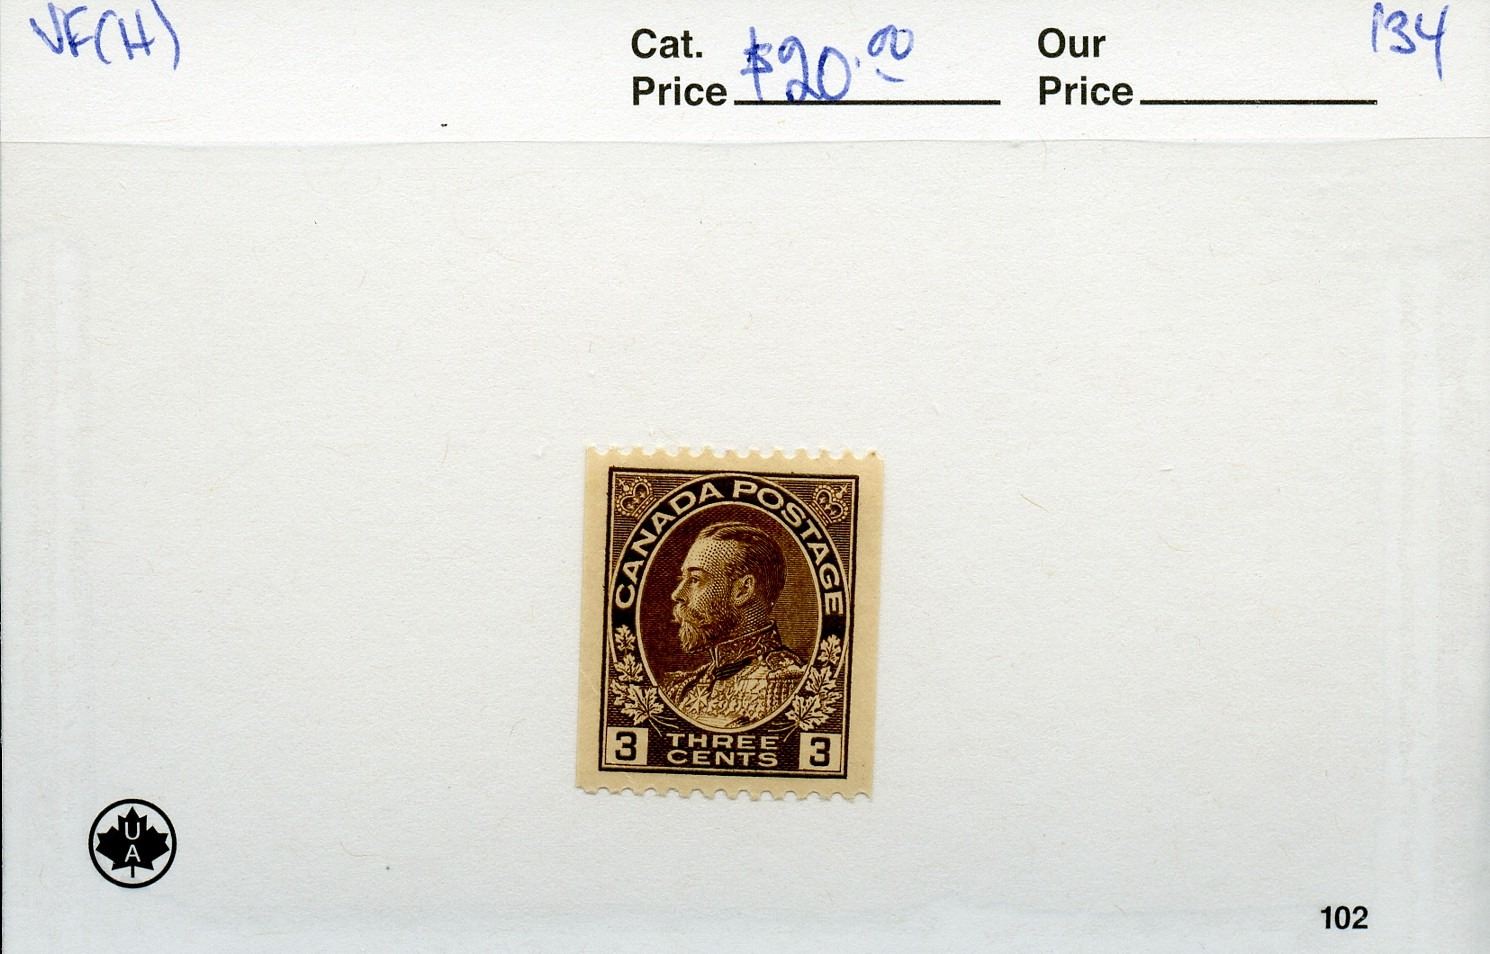 VF(H)
134
Cat.
Price $20.00
Our
Price
CANADA POSTAGE
3 THREE 3
CENTS
U
A
102